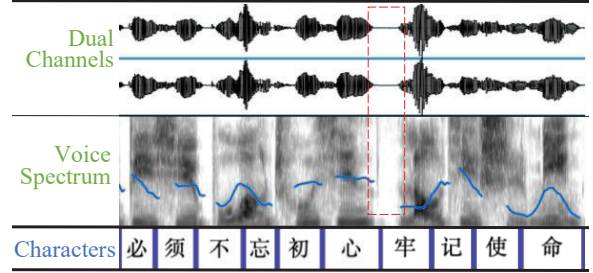 Dual
Channels
Voice
Spectrum
Characters 必 须 不 忘 初 心 牢 记 使 命